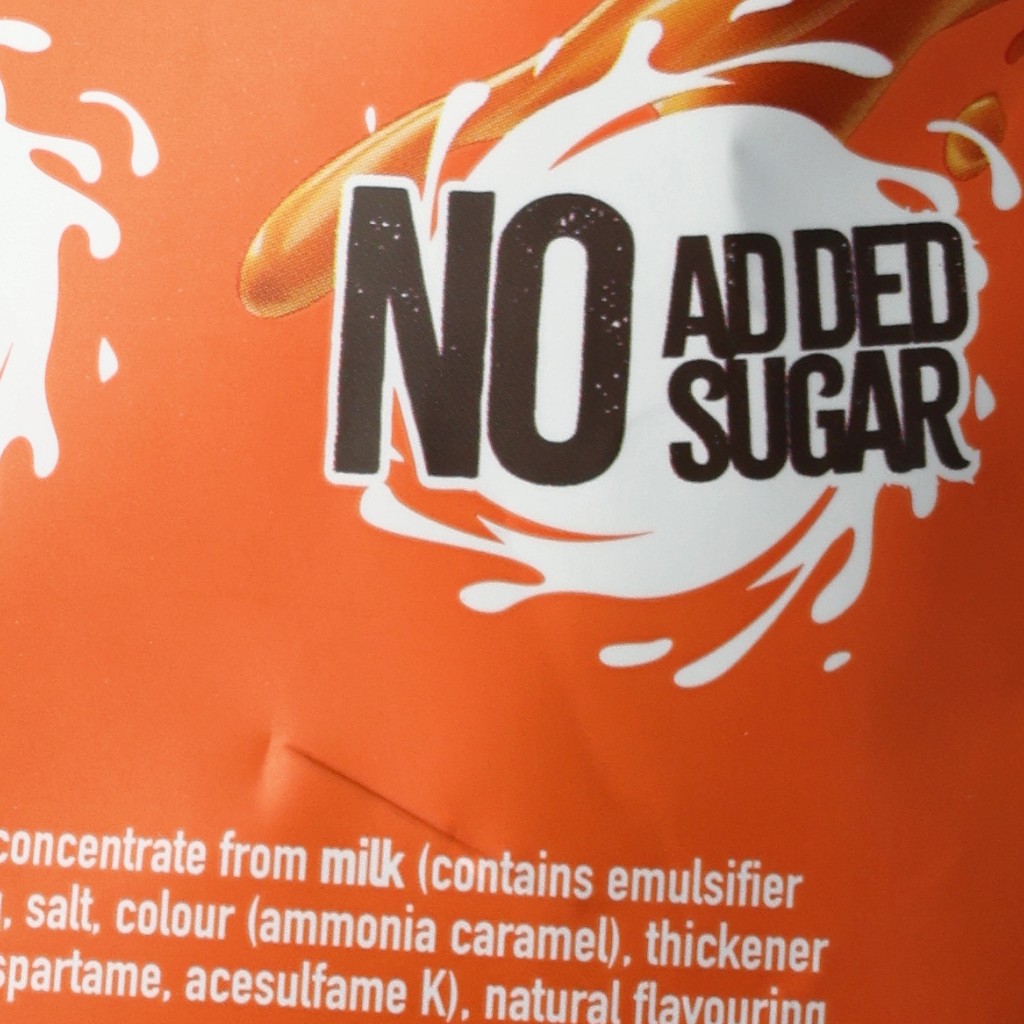 NO ADDED
SUGAR
concentrate from milk (contains emulsifier
, salt, colour (ammonia caramel), thickener
spartame, acesulfame K), natural flavouring